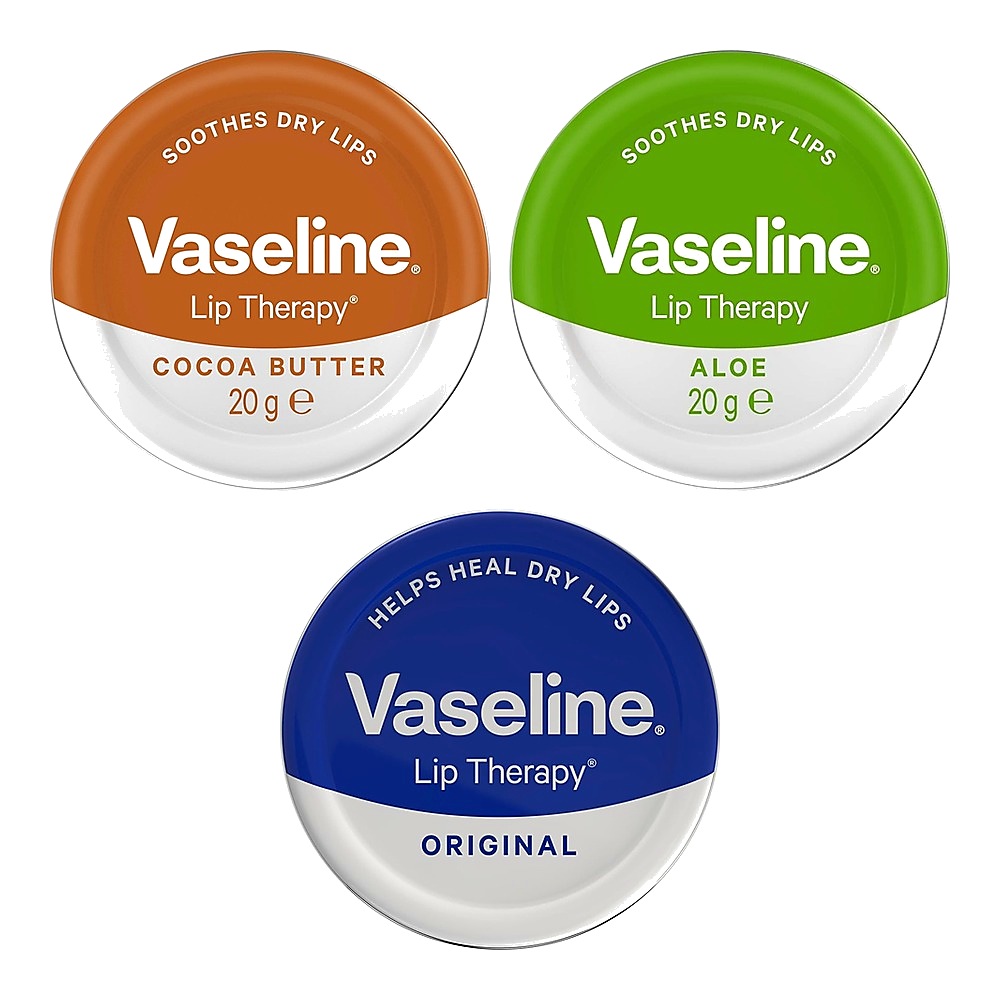 SOOTHES DRY LIPS
Vaseline®
Lip Therapy®
COCOA BUTTER
20 g ℮
SOOTHES DRY LIPS
Vaseline®
Lip Therapy
ALOE
20 g ℮
HELPS HEAL DRY LIPS
Vaseline®
Lip Therapy®
ORIGINAL